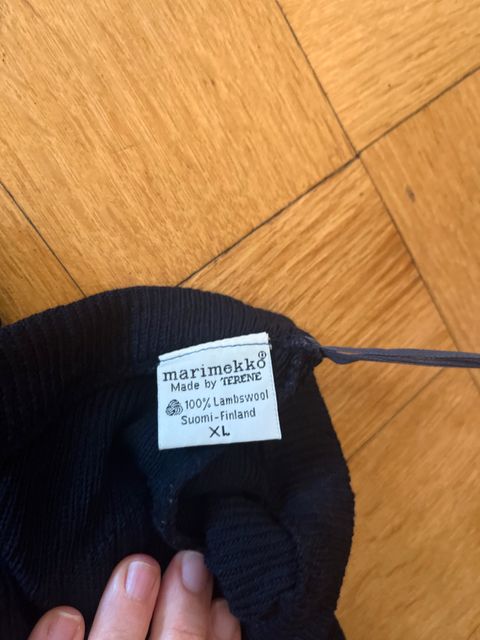 marimekko®
Made by TERENE
100% Lambswool
Suomi-Finland
XL